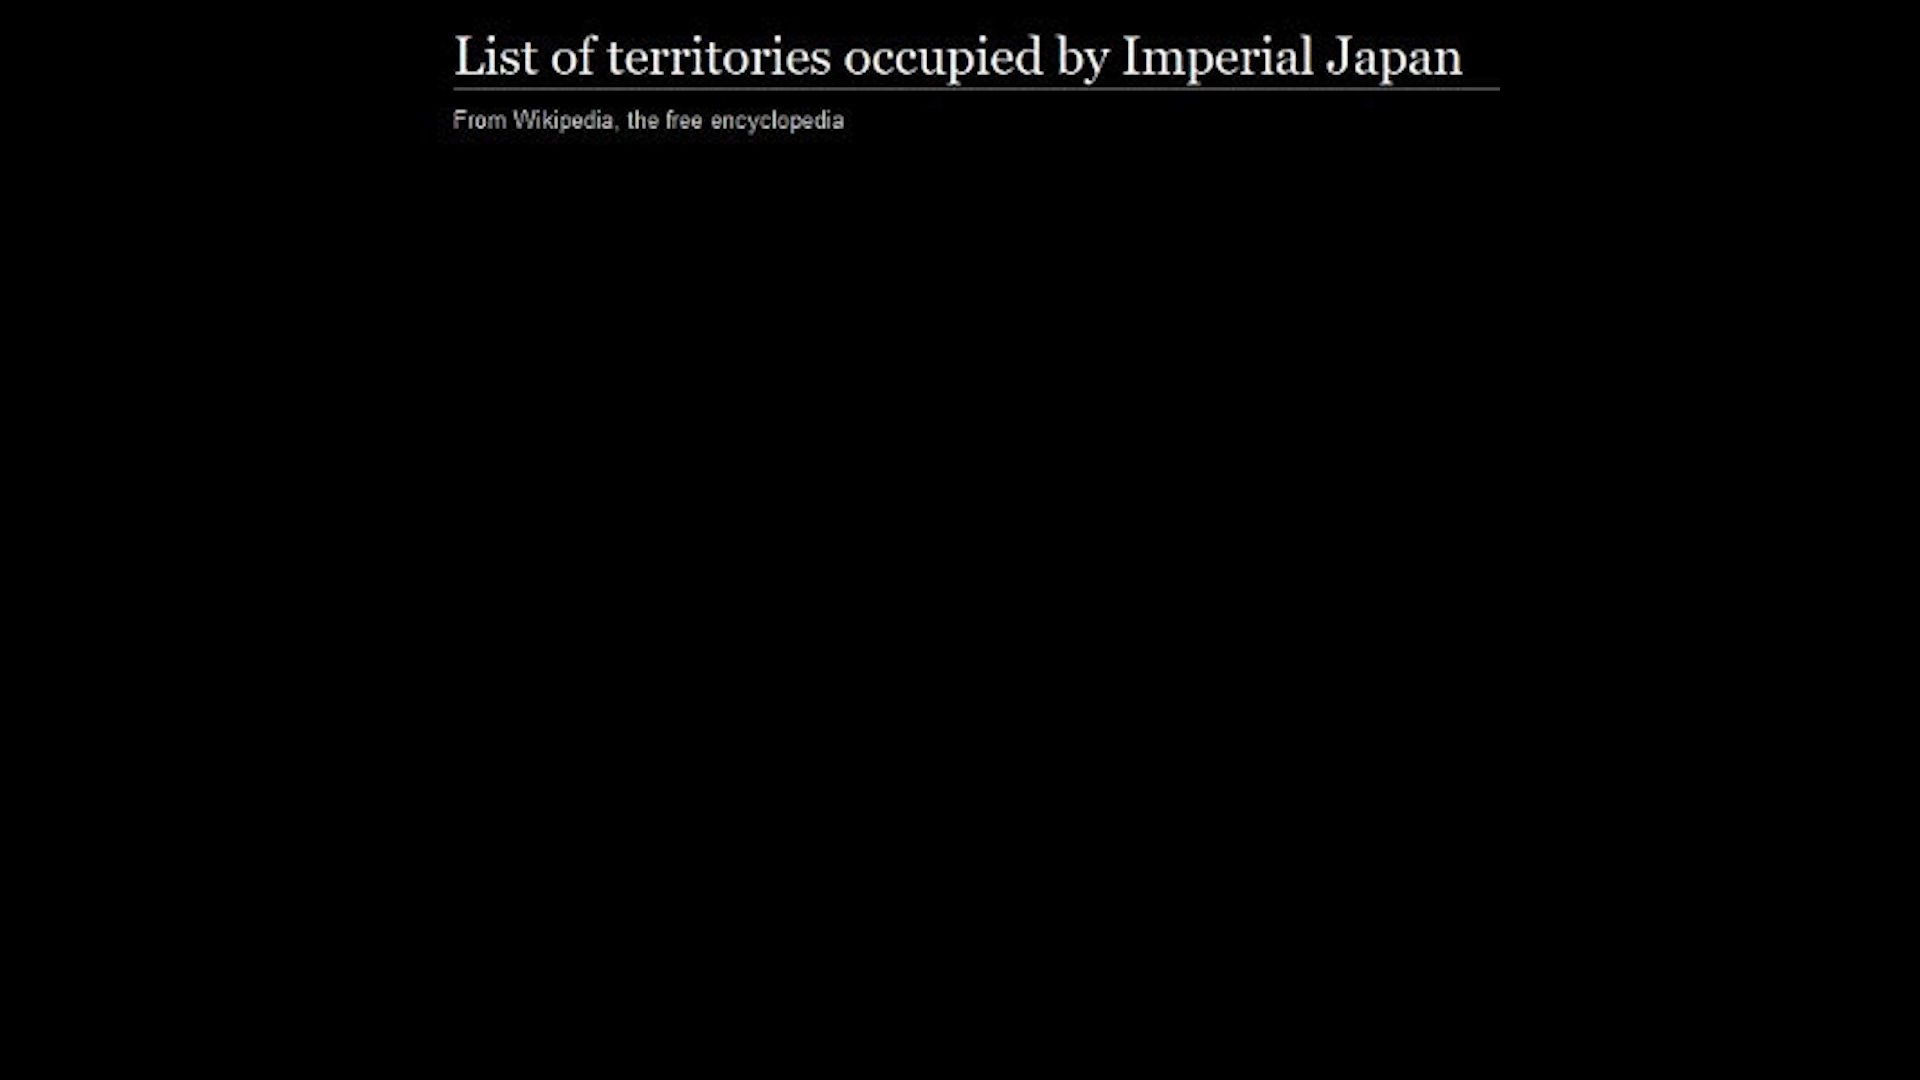 List of territories occupied by Imperial Japan
From Wikipedia, the free encyclopedia